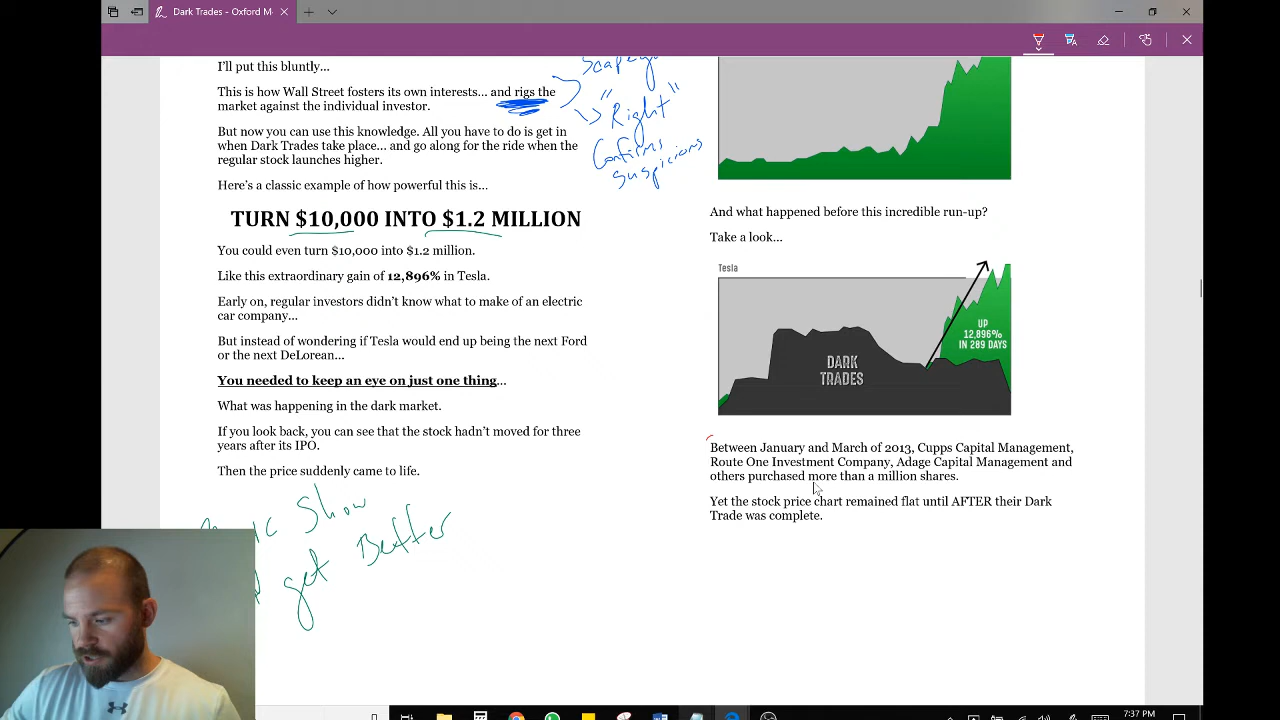 Dark Trades - Oxford M
I'll put this bluntly...
This is how Wall Street fosters its own interests... and rigs the
market against the individual investor.
But now you can use this knowledge. All you have to do is get in
when Dark Trades take place... and go along for the ride when the
regular stock launches higher.
Here's a classic example of how powerful this is...
TURN $10,000 INTO $1.2 MILLION
You could even turn $10,000 into $1.2 million.
Like this extraordinary gain of 12,896% in Tesla.
Early on, regular investors didn't know what to make of an electric
car company...
But instead of wondering if Tesla would end up being the next Ford
or the next DeLorean...
You needed to keep an eye on just one thing...
What was happening in the dark market.
If you look back, you can see that the stock hadn't moved for three
years after its IPO.
Then the price suddenly came to life.
Show
get Better
"Right"
Confirms
suspicions
And what happened before this incredible run-up?
Take a look...
Tesla
UP
12,896%
IN 289 DAYS
DARK
TRADES
Between January and March of 2013, Cupps Capital Management,
Route One Investment Company, Adage Capital Management and
others purchased more than a million shares.
Yet the stock price chart remained flat until AFTER their Dark
Trade was complete.
7:37 PM